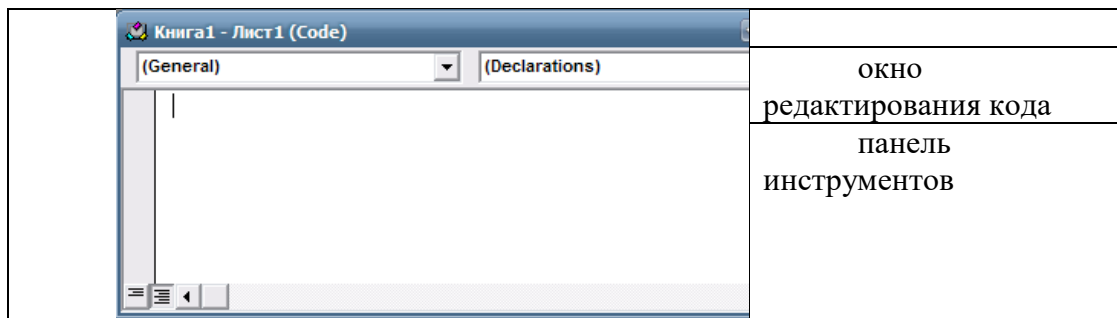 Книга1 - Лист1 (Code)
(General)
(Declarations)
окно
редактирования кода
панель
инструментов